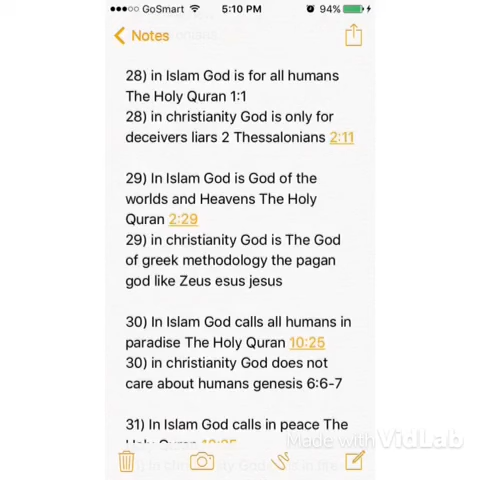 GoSmart 5:10 PM 94%
Notes
28) in Islam God is for all humans
The Holy Quran 1:1
28) in christianity God is only for
deceivers liars 2 Thessalonians 2:11
29) In Islam God is God of the
worlds and Heavens The Holy
Quran 2:29
29) in christianity God is The God
of greek methodology the pagan
god like Zeus esus jesus
30) In Islam God calls all humans in
paradise The Holy Quran 10:25
30) in christianity God does not
care about humans genesis 6:6-7
31) In Islam God calls in peace The
Holy Quran 10:25
Made with VidLab